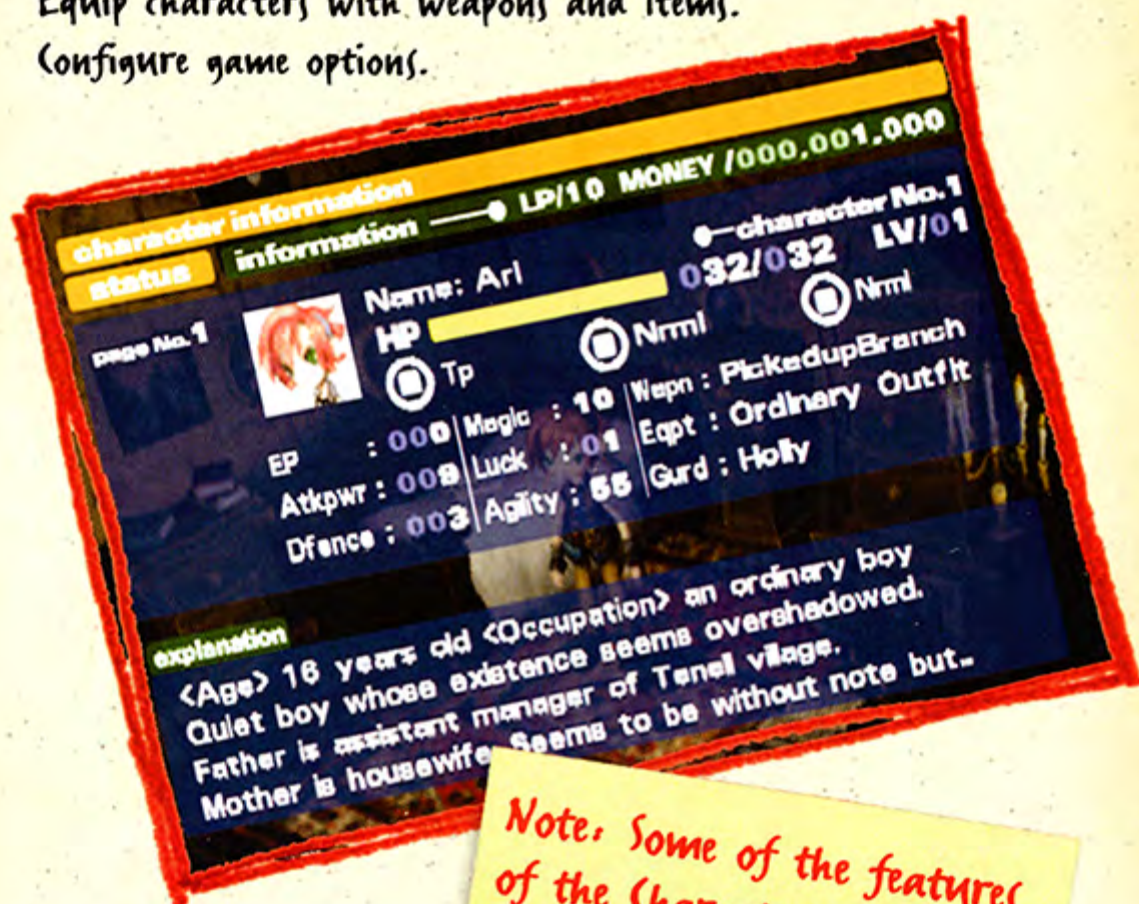 Equip characters with weapons and items.
Configure game options.
character information
status
information LP/10 MONEY /000,001,000
character No.1
page No.1
Name: Arl
HP 032/032 LV/01
Tp Nrml Nrml
EP : 000 Magic : 10 Wepn : PickedupBranch
Atkpwr : 009 Luck : 01 Eqpt : Ordinary Outfit
Dfence : 003 Agility : 55 Gurd : Holly
explanation
<Age> 16 years old <Occupation> an ordinary boy
Quiet boy whose existence seems overshadowed.
Father is assistant manager of Tenel village.
Mother is housewife. Seems to be without note but...
Note: Some of the features
of the